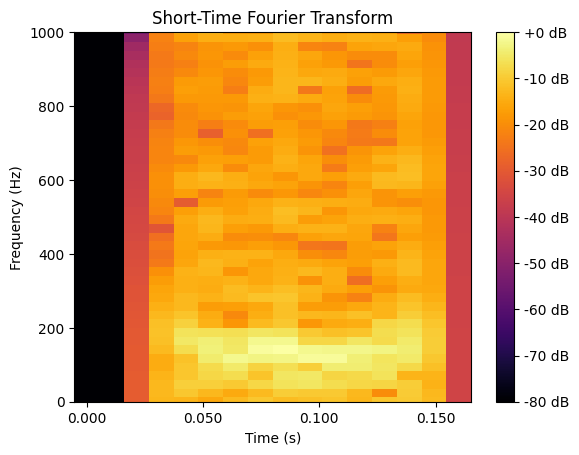 Short-Time Fourier Transform
1000
800
600
400
200
0
Frequency (Hz)
0.000
0.050
0.100
0.150
Time (s)
+0 dB
-10 dB
-20 dB
-30 dB
-40 dB
-50 dB
-60 dB
-70 dB
-80 dB